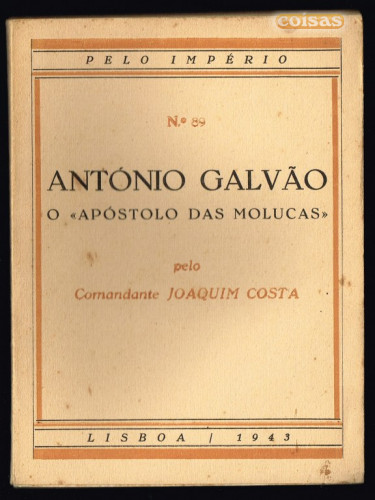 coisas
PELO IMPÉRIO
N.º 89
ANTÓNIO GALVÃO
O «APÓSTOLO DAS MOLUCAS»
pelo
Comandante JOAQUIM COSTA
LISBOA / 1943